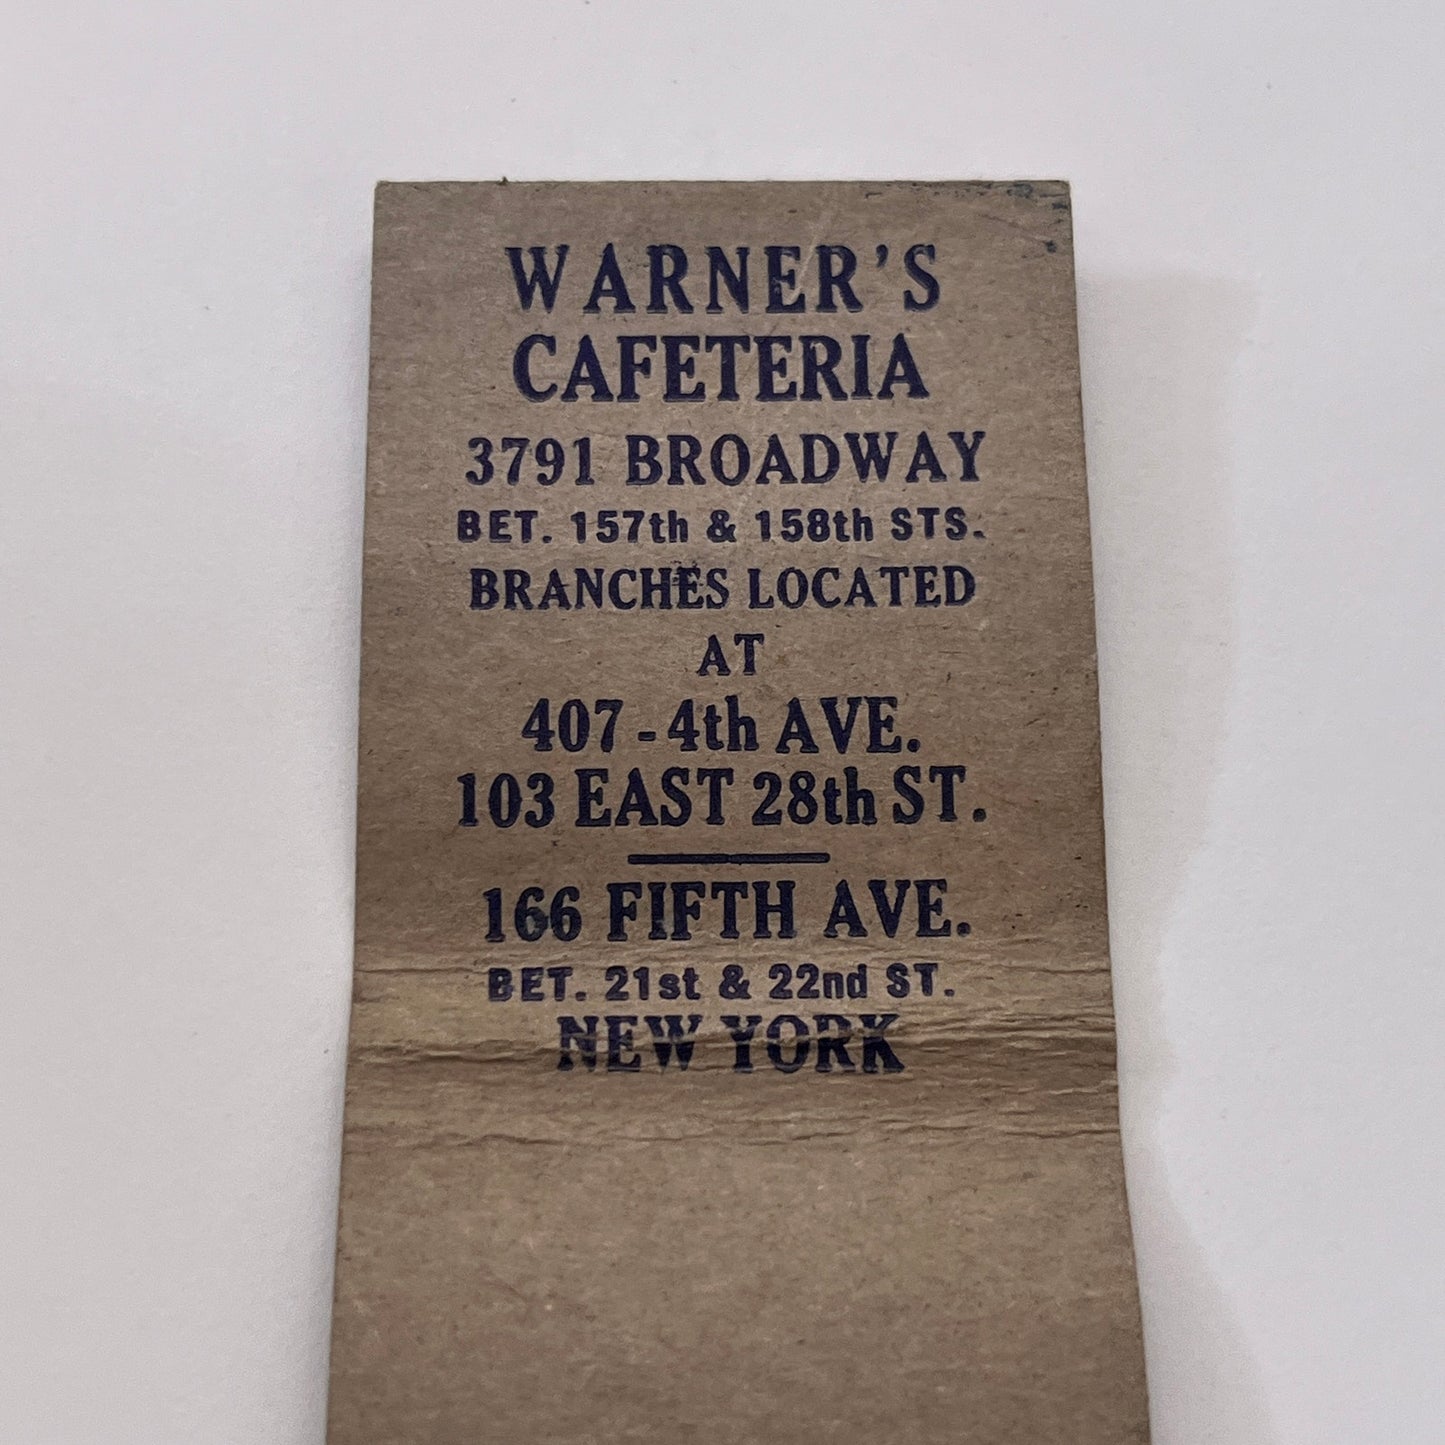 WARNER'S
CAFETERIA
3791 BROADWAY
BET. 157th & 158th STS.
BRANCHES LOCATED
AT
407 - 4th AVE.
103 EAST 28th ST.
166 FIFTH AVE.
BET. 21st & 22nd ST.
NEW YORK